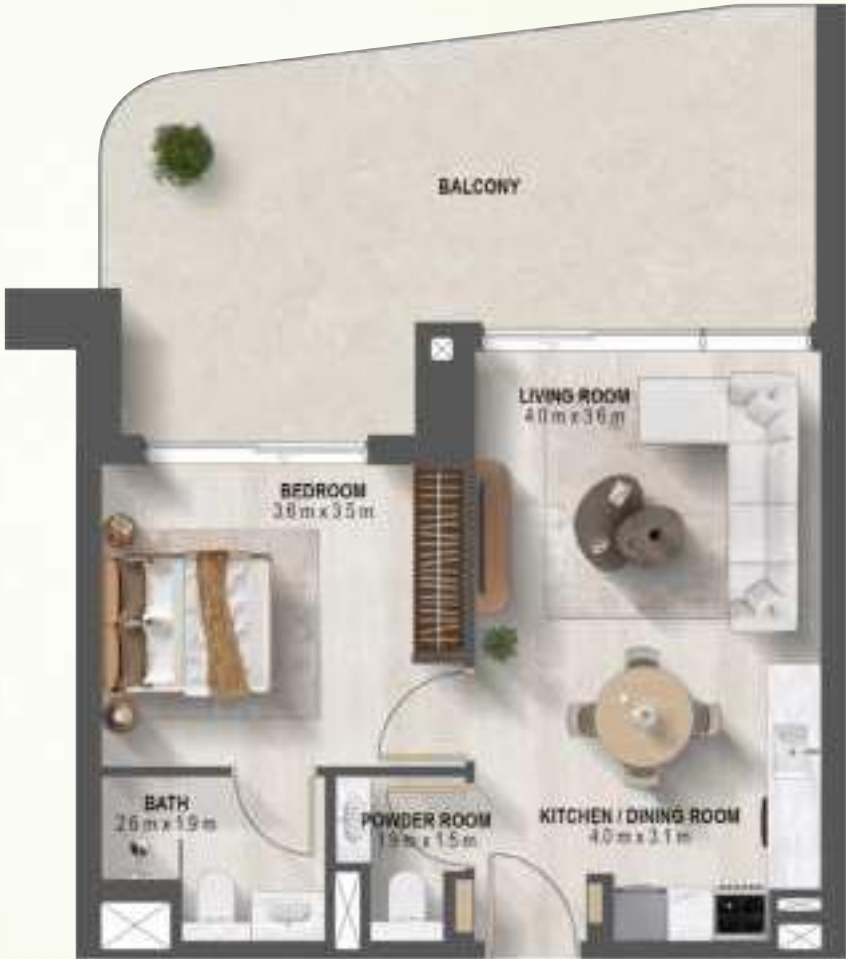 BALCONY
LIVING ROOM
4.0 m x 3.6 m
BEDROOM
3.6 m x 3.5 m
BATH
2.6 m x 1.9 m
POWDER ROOM
1.9 m x 1.5 m
KITCHEN / DINING ROOM
4.0 m x 3.1 m